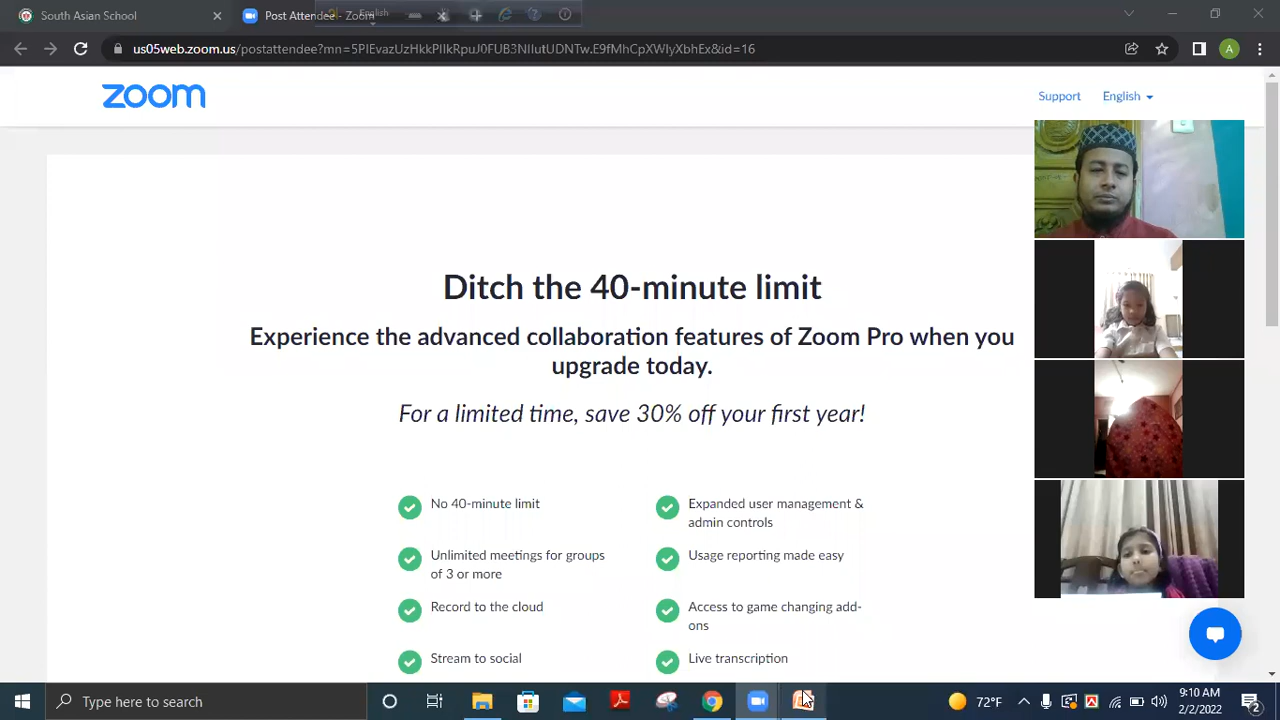 South Asian School
Post Attendee - Zoom
English
us05web.zoom.us/postattendee?mn=5PIEvazUzHkkPIIkRpuJ0FUB3NIIutUDNTw.E9fMhCpXWIyXbhEx&id=16
A
zoom
Support
English
Ditch the 40-minute limit
Experience the advanced collaboration features of Zoom Pro when you
upgrade today.
For a limited time, save 30% off your first year!
No 40-minute limit
Expanded user management &
admin controls
Unlimited meetings for groups
of 3 or more
Usage reporting made easy
Record to the cloud
Access to game changing add-
ons
Stream to social
Live transcription
Type here to search
72°F
9:10 AM
2/2/2022
2